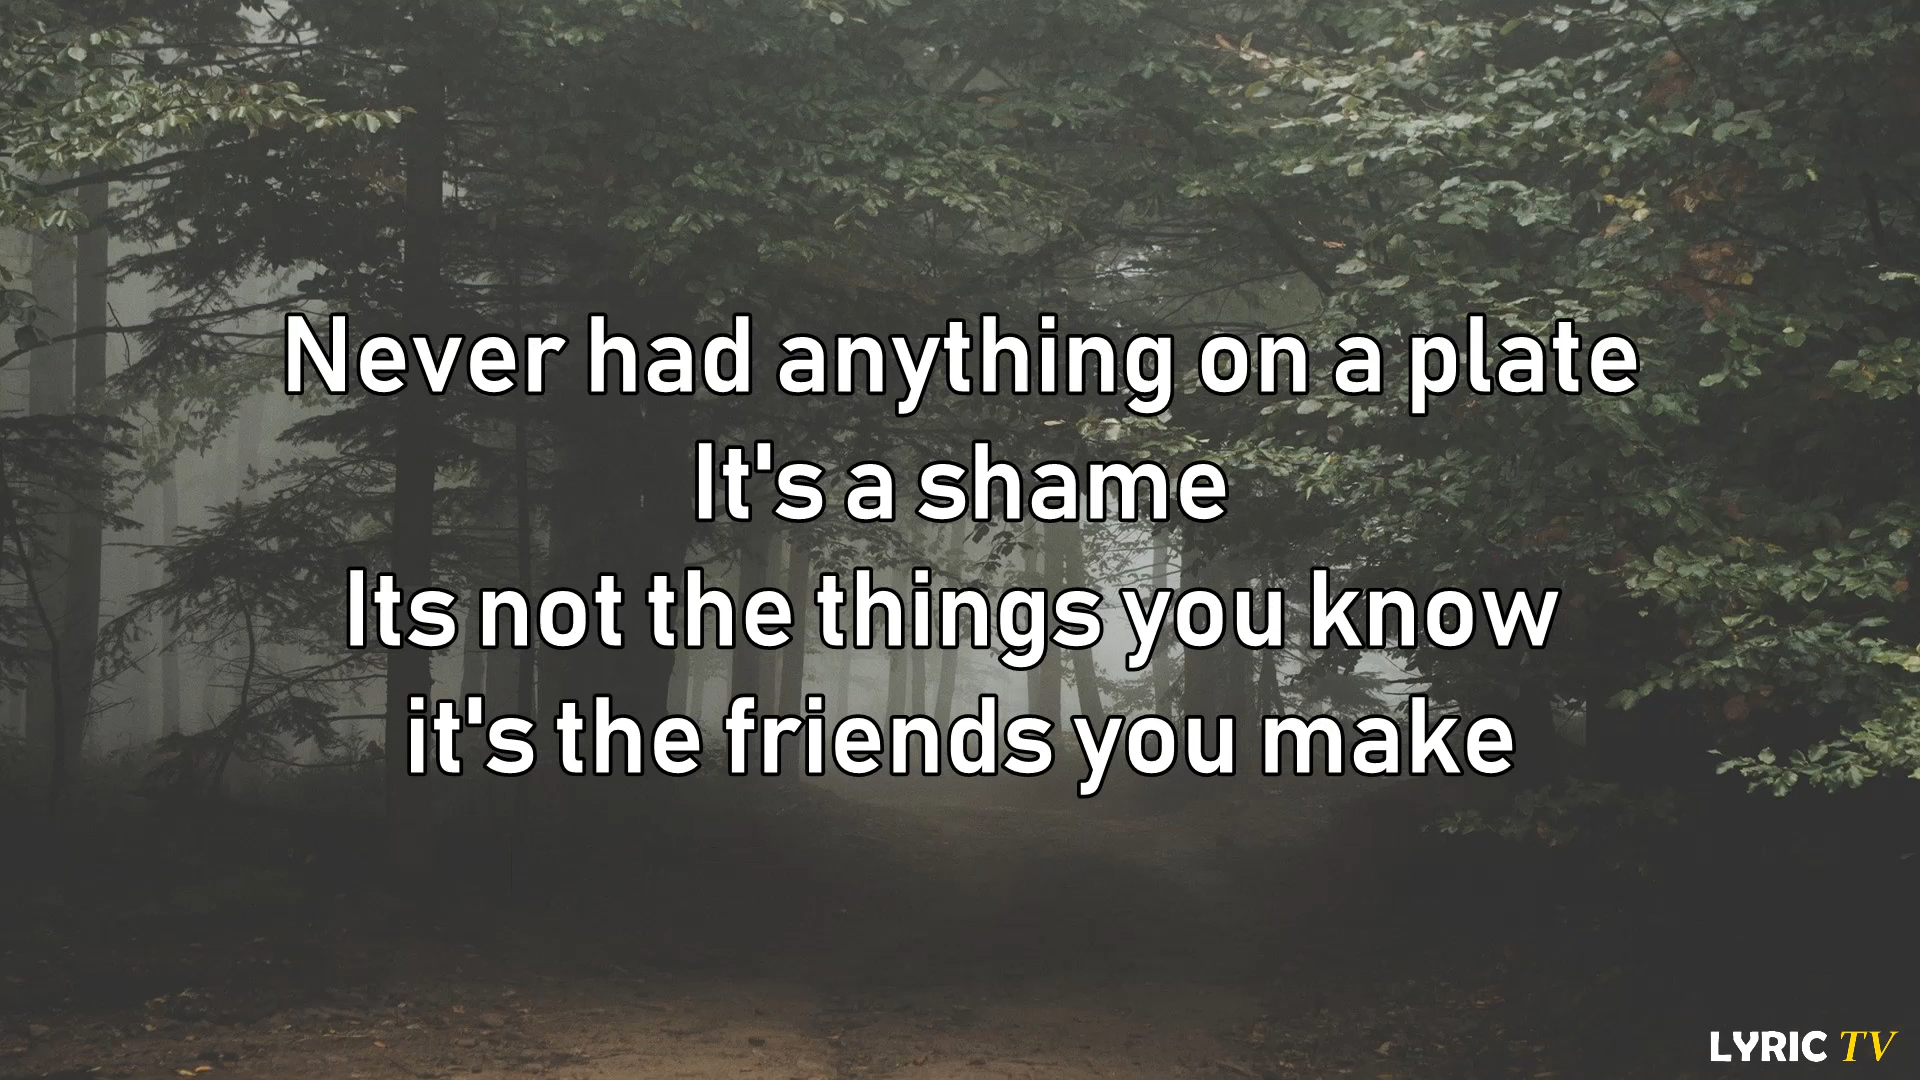 Never had anything on a plate
It's a shame
Its not the things you know
it's the friends you make
LYRIC TV